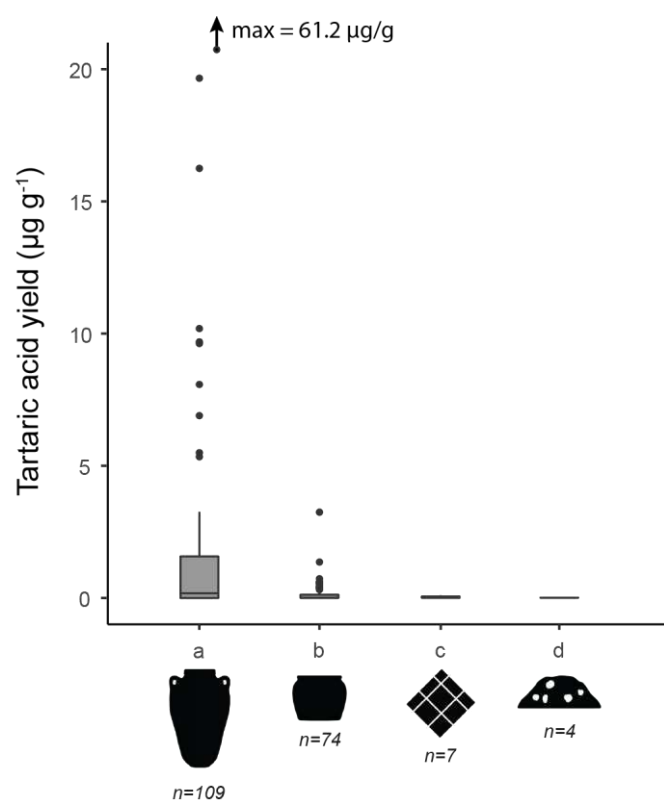 max = 61.2 µg/g
Tartaric acid yield (µg g-1)
20
15
10
5
0
a b c d
n=109 n=74 n=7 n=4